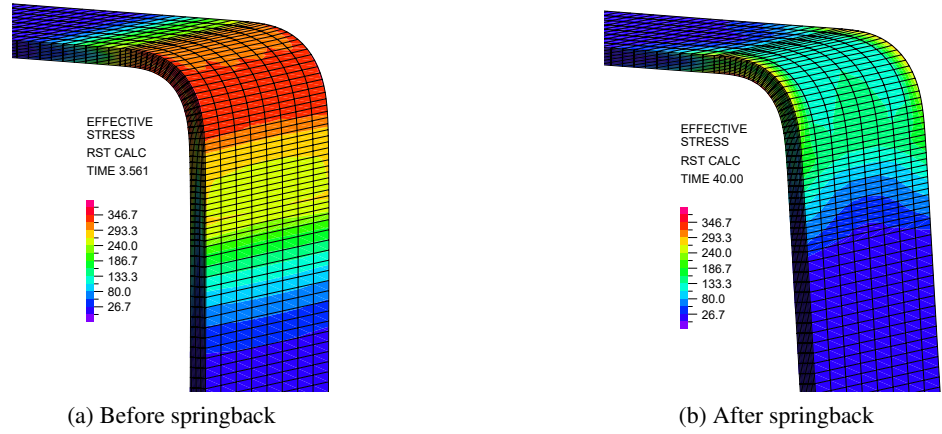 EFFECTIVE
STRESS
RST CALC
TIME 3.561
346.7
293.3
240.0
186.7
133.3
80.0
26.7
(a) Before springback
EFFECTIVE
STRESS
RST CALC
TIME 40.00
346.7
293.3
240.0
186.7
133.3
80.0
26.7
(b) After springback